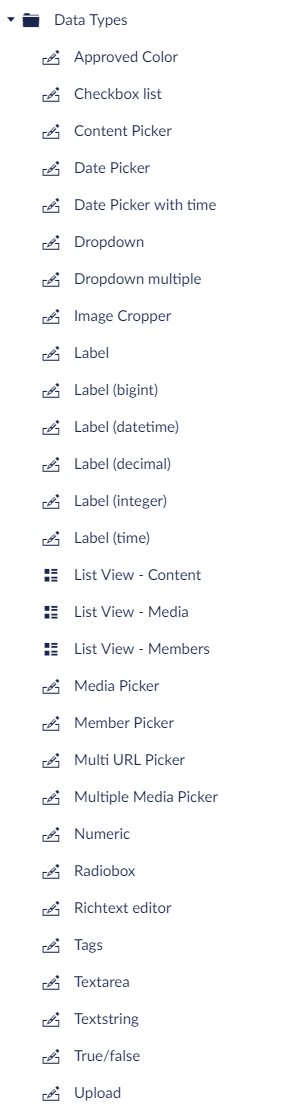 Data Types
Approved Color
Checkbox list
Content Picker
Date Picker
Date Picker with time
Dropdown
Dropdown multiple
Image Cropper
Label
Label (bigint)
Label (datetime)
Label (decimal)
Label (integer)
Label (time)
List View - Content
List View - Media
List View - Members
Media Picker
Member Picker
Multi URL Picker
Multiple Media Picker
Numeric
Radiobox
Richtext editor
Tags
Textarea
Textstring
True/false
Upload